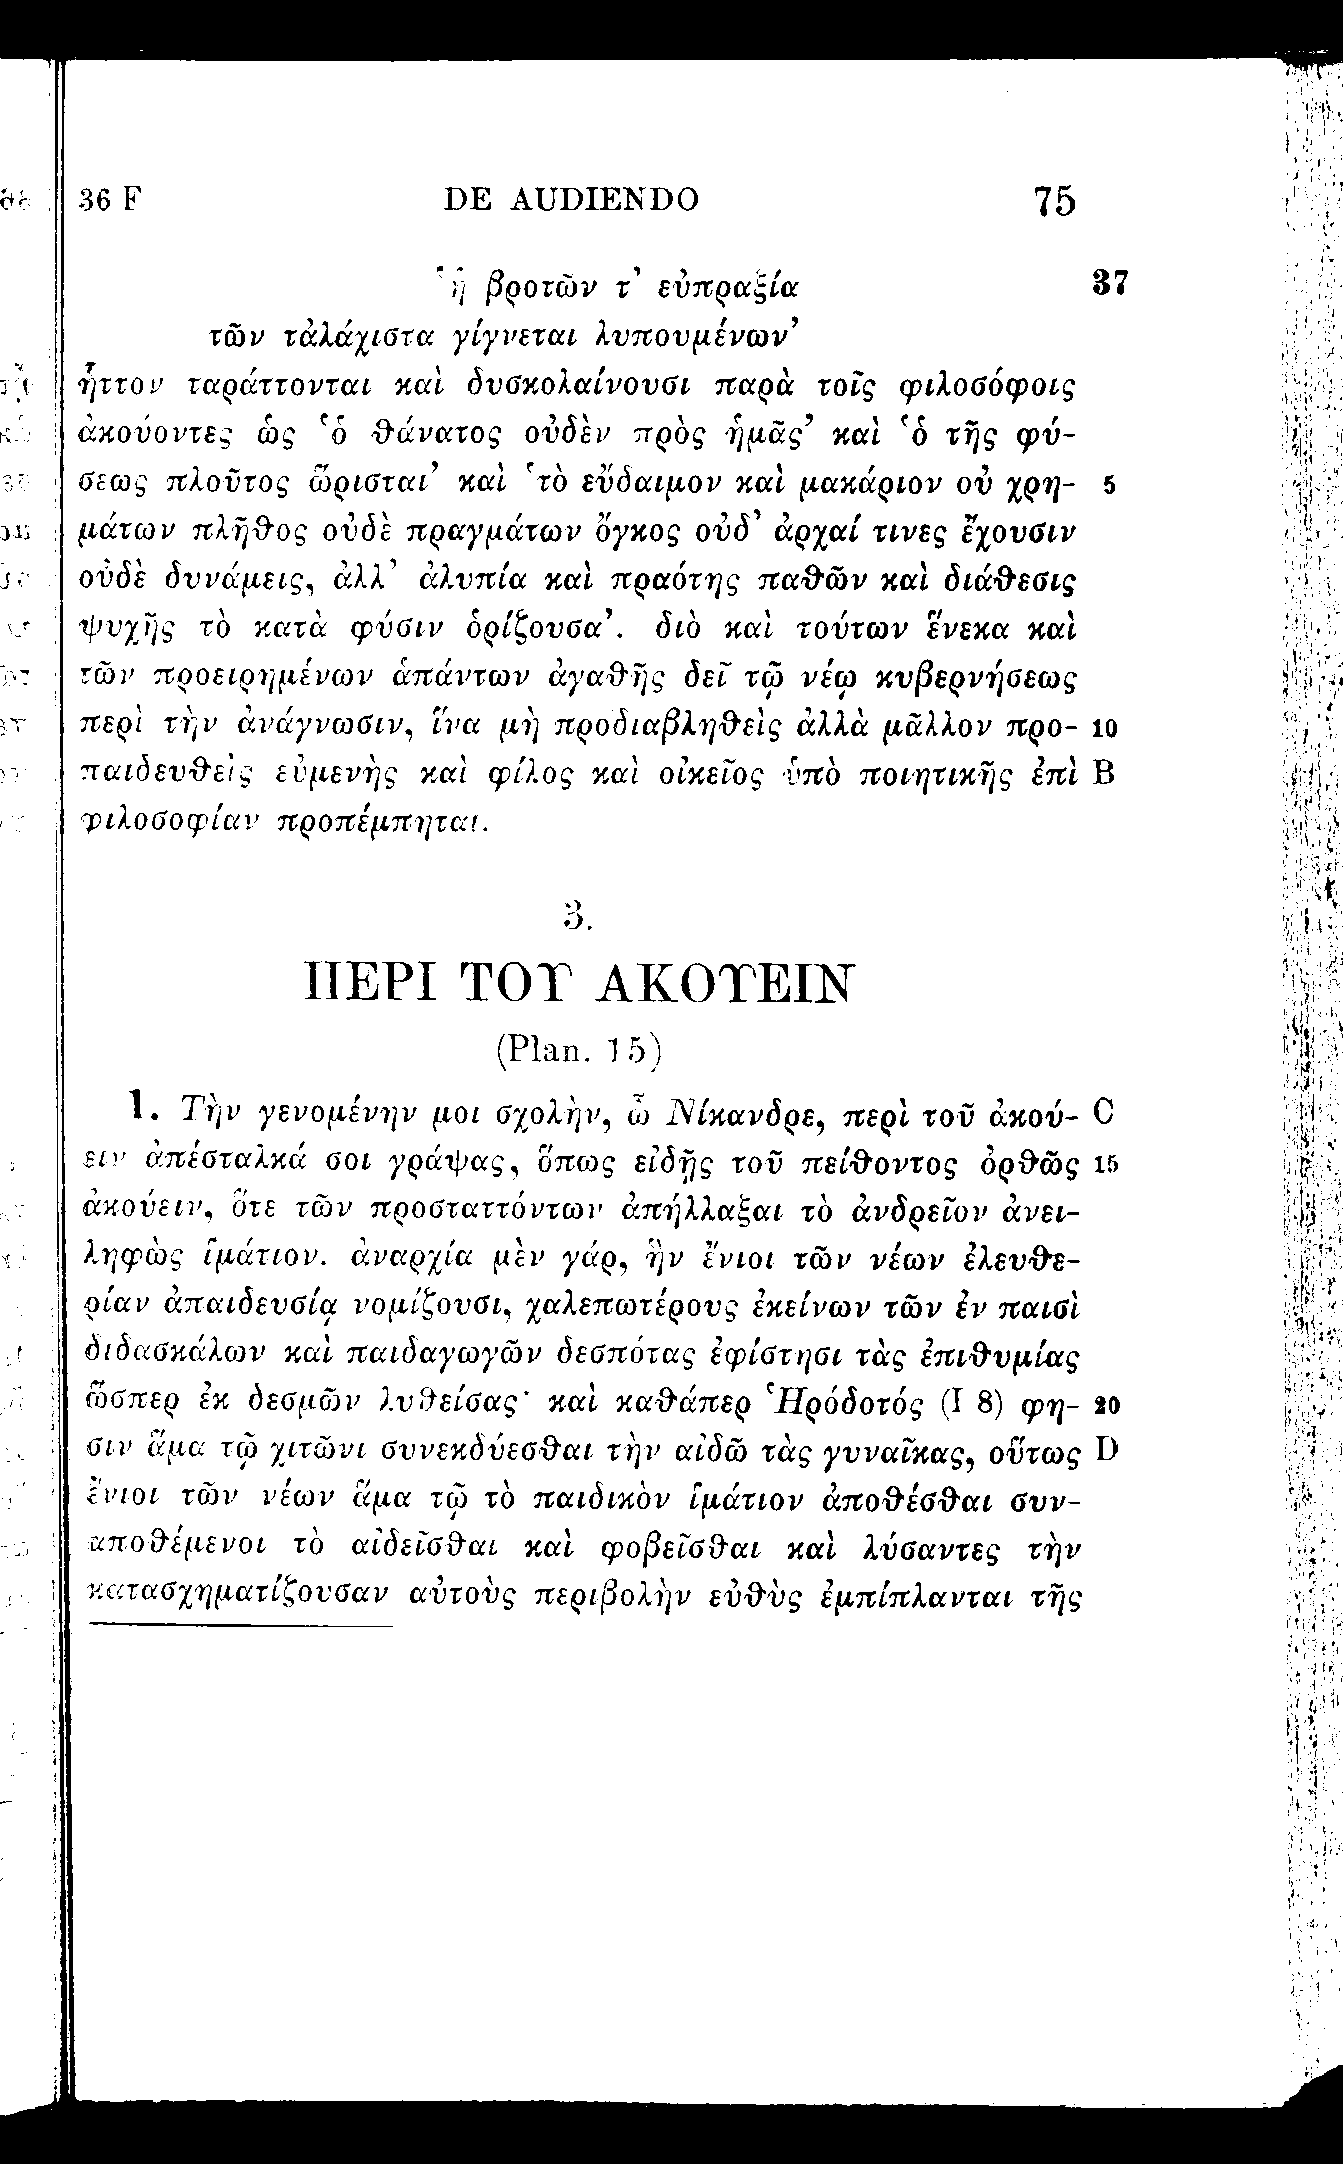 36 F DE AUDIENDO 75
‘ἡ βροτῶν τ’ εὐπραξία 37
τῶν τἀλάχιστα γίγνεται λυπουμένων’
ἧττον ταράττονται καὶ δυσκολαίνουσι παρὰ τοῖς φιλοσόφοις
ἀκούοντες ὡς ‘ὁ θάνατος οὐδὲν πρὸς ἡμᾶς’ καὶ ‘ὁ τῆς φύ-
σεως πλοῦτος ὥρισται’ καὶ ‘τὸ εὔδαιμον καὶ μακάριον οὐ χρη- 5
μάτων πλῆθος οὐδὲ πραγμάτων ὄγκος οὐδ’ ἀρχαί τινες ἔχουσιν
οὐδὲ δυνάμεις, ἀλλ’ ἀλυπία καὶ πραότης παθῶν καὶ διάθεσις
ψυχῆς τὸ κατὰ φύσιν ὁρίζουσα’. διὸ καὶ τούτων ἕνεκα καὶ
τῶν προειρημένων ἁπάντων ἀγαθῆς δεῖ τῷ νέῳ κυβερνήσεως
περὶ τὴν ἀνάγνωσιν, ἵνα μὴ προδιαβληθεὶς ἀλλὰ μᾶλλον προ- 10
παιδευθεὶς εὐμενὴς καὶ φίλος καὶ οἰκεῖος ὑπὸ ποιητικῆς ἐπὶ B
φιλοσοφίαν προπέμπηται.
3.
ΠΕΡΙ ΤΟΥ ΑΚΟΥΕΙΝ
(Plan. 15)
1. Τὴν γενομένην μοι σχολήν, ὦ Νίκανδρε, περὶ τοῦ ἀκού- C
ειν ἀπέσταλκά σοι γράψας, ὅπως εἰδῇς τοῦ πείθοντος ὀρθῶς 15
ἀκούειν, ὅτε τῶν προσταττόντων ἀπήλλαξαι τὸ ἀνδρεῖον ἀνει-
ληφὼς ἱμάτιον. ἀναρχία μὲν γάρ, ἣν ἔνιοι τῶν νέων ἐλευθε-
ρίαν ἀπαιδευσίᾳ νομίζουσι, χαλεπωτέρους ἐκείνων τῶν ἐν παισὶ
διδασκάλων καὶ παιδαγωγῶν δεσπότας ἐφίστησι τὰς ἐπιθυμίας
ὥσπερ ἐκ δεσμῶν λυθείσας· καὶ καθάπερ Ἡρόδοτός (I 8) φη- 20
σιν ἅμα τῷ χιτῶνι συνεκδύεσθαι τὴν αἰδῶ τὰς γυναῖκας, οὕτως D
ἔνιοι τῶν νέων ἅμα τῷ τὸ παιδικὸν ἱμάτιον ἀποθέσθαι συν-
αποθέμενοι τὸ αἰδεῖσθαι καὶ φοβεῖσθαι καὶ λύσαντες τὴν
κατασχηματίζουσαν αὐτοὺς περιβολὴν εὐθὺς ἐμπίπλανται τῆς